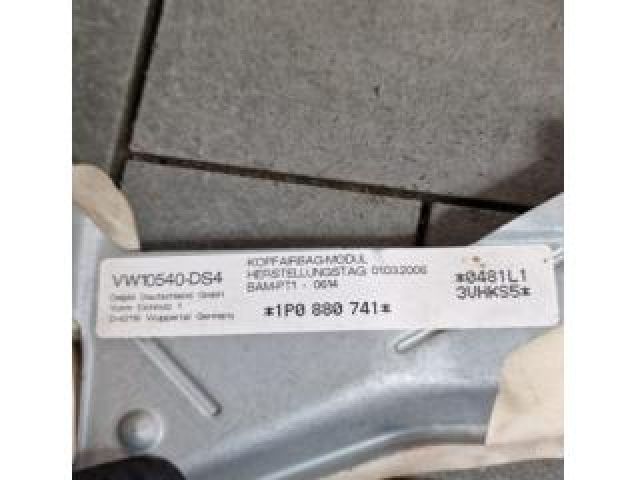 VW10540-DS4
Delphi Deutschland GmbH
D-42119 Wuppertal Germany
KOPFAIRBAG-MODUL
HERSTELLUNGSTAG: 01.03.2006
BAM-PT1 - 0614
*1P0 880 741*
*0481L1
3VHKS5*